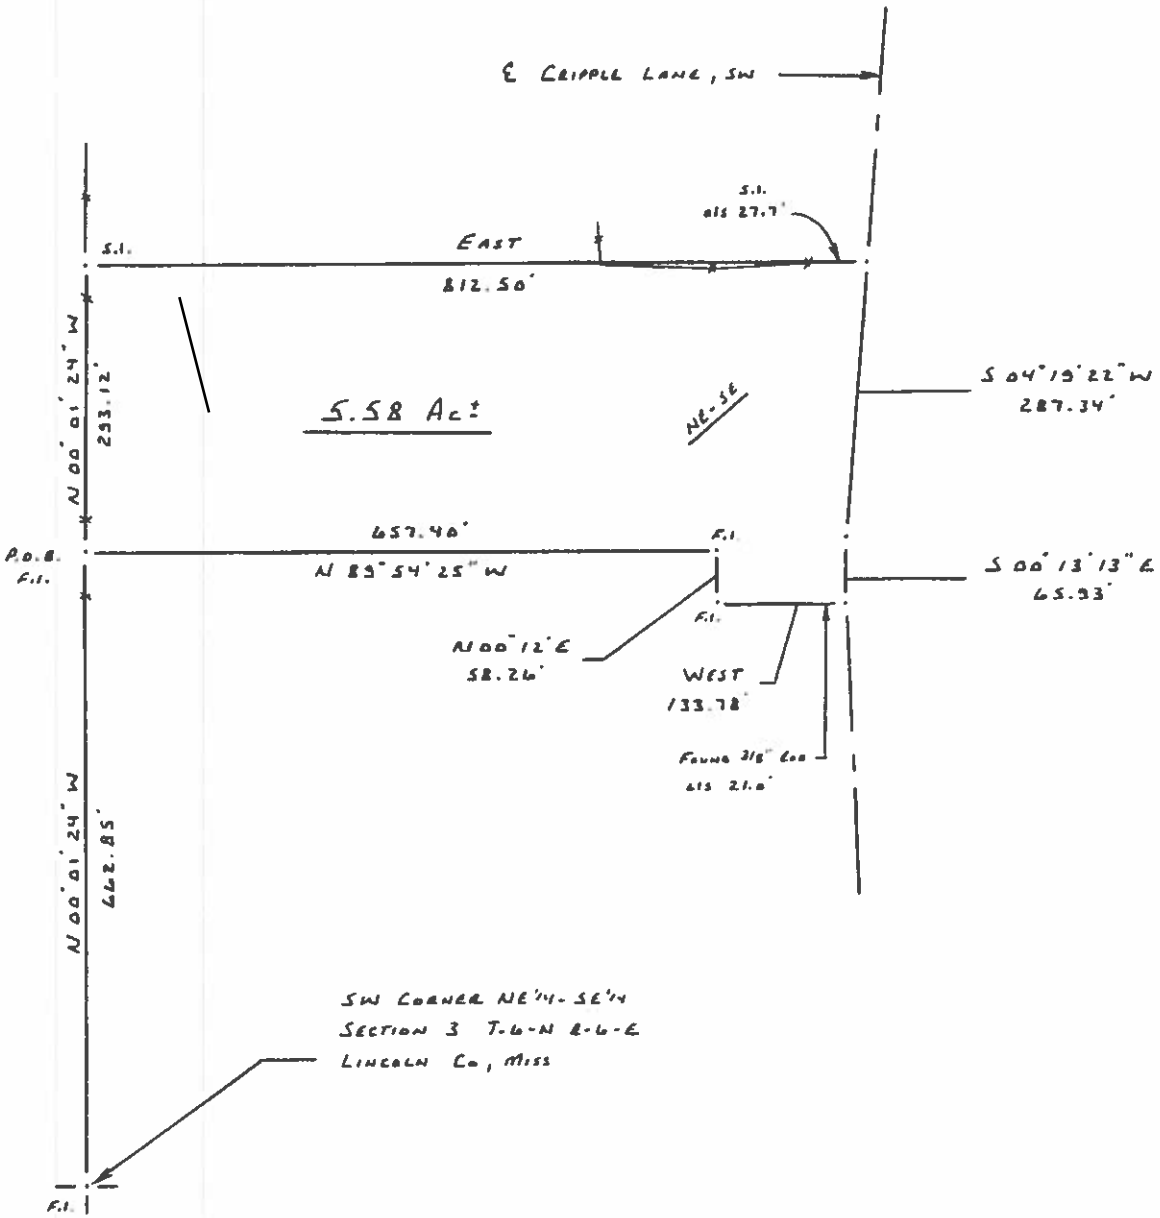 ℄ CRIPPLE LANE, SW
S.I.
O/S 27.7'
S.I.
EAST
812.50'
N 00° 01' 24" W
293.12'
S 04° 19' 22" W
287.34'
5.58 Ac±
NE-SE
657.40'
N 89° 54' 25" W
P.O.B.
F.I.
F.I.
S 00° 13' 13" E
65.93'
F.I.
N 00° 12' E
58.26'
WEST
133.78'
FOUND 3/8" ROD
O/S 21.0'
N 00° 01' 24" W
662.85'
SW CORNER NE¼-SE¼
SECTION 3 T-6-N R-6-E
LINCOLN CO, MISS
F.I.